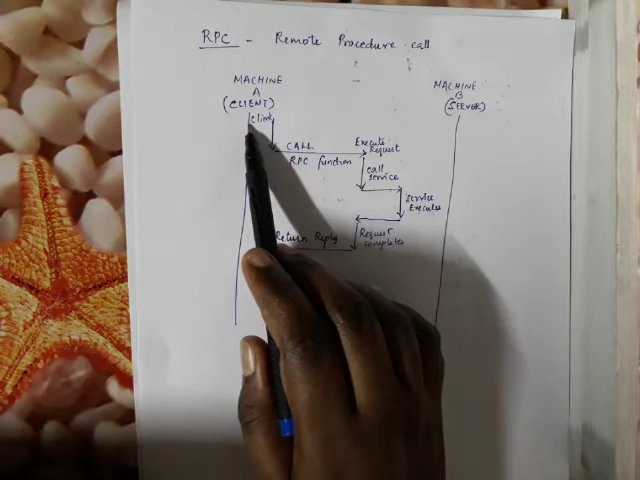 RPC - Remote Procedure call
MACHINE
A
(CLIENT)
MACHINE
B
(SERVER)
Client
CALL
RPC function
Execute
Request
call
service
service
Executes
Request
completes
Return Reply